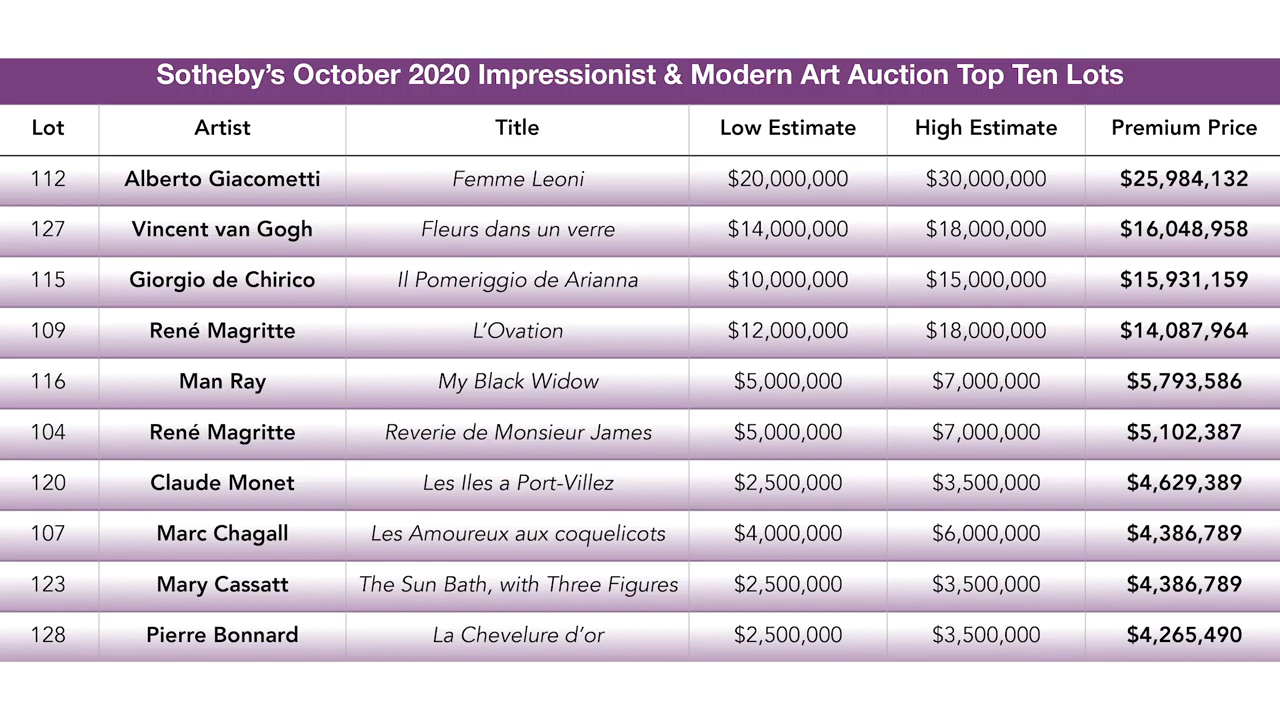 Sotheby’s October 2020 Impressionist & Modern Art Auction Top Ten Lots
Lot Artist Title Low Estimate High Estimate Premium Price
112 Alberto Giacometti Femme Leoni $20,000,000 $30,000,000 $25,984,132
127 Vincent van Gogh Fleurs dans un verre $14,000,000 $18,000,000 $16,048,958
115 Giorgio de Chirico Il Pomeriggio de Arianna $10,000,000 $15,000,000 $15,931,159
109 René Magritte L’Ovation $12,000,000 $18,000,000 $14,087,964
116 Man Ray My Black Widow $5,000,000 $7,000,000 $5,793,586
104 René Magritte Reverie de Monsieur James $5,000,000 $7,000,000 $5,102,387
120 Claude Monet Les Iles a Port-Villez $2,500,000 $3,500,000 $4,629,389
107 Marc Chagall Les Amoureux aux coquelicots $4,000,000 $6,000,000 $4,386,789
123 Mary Cassatt The Sun Bath, with Three Figures $2,500,000 $3,500,000 $4,386,789
128 Pierre Bonnard La Chevelure d’or $2,500,000 $3,500,000 $4,265,490